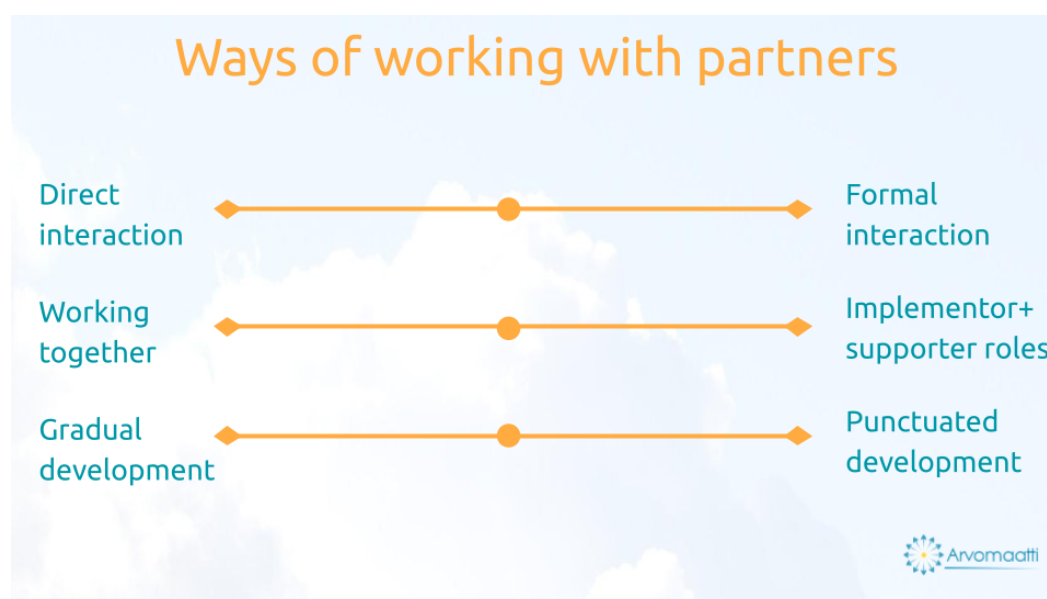 Ways of working with partners
Direct
interaction
Formal
interaction
Working
together
Implementor+
supporter roles
Gradual
development
Punctuated
development
Arvomaatti